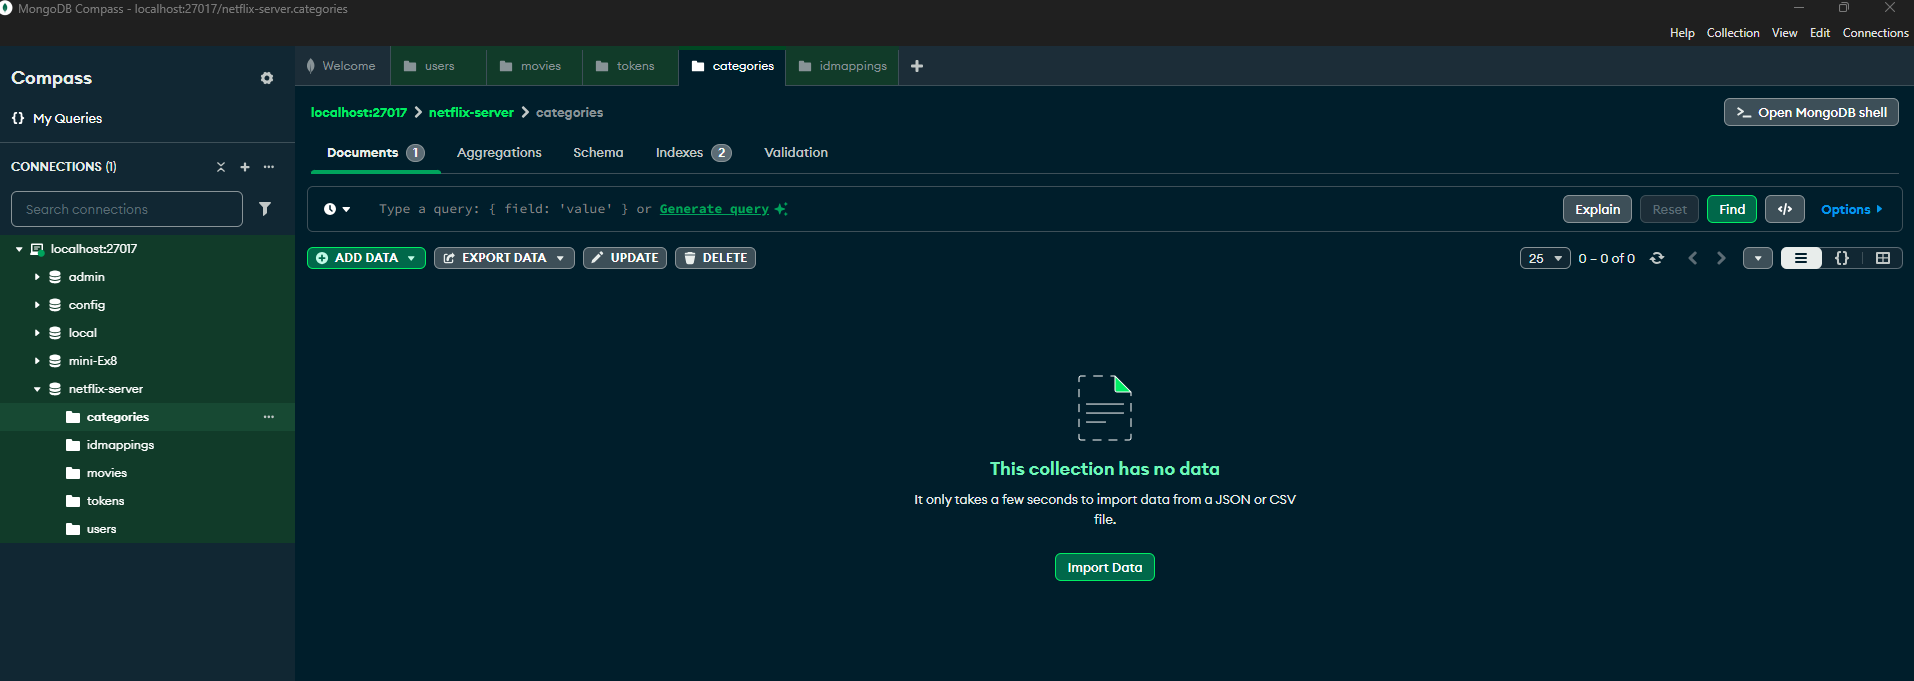 MongoDB Compass - localhost:27017/netflix-server.categories
Help Collection View Edit Connections
Compass
{} My Queries
CONNECTIONS (1)
Search connections
localhost:27017
admin
config
local
mini-Ex8
netflix-server
categories
idmappings
movies
tokens
users
Welcome users movies tokens categories idmappings
localhost:27017 > netflix-server > categories
>_ Open MongoDB shell
Documents 1 Aggregations Schema Indexes 2 Validation
Type a query: { field: 'value' } or Generate query
Explain Reset Find </> Options
ADD DATA EXPORT DATA UPDATE DELETE
25 0 – 0 of 0 {}
This collection has no data
It only takes a few seconds to import data from a JSON or CSV
file.
Import Data